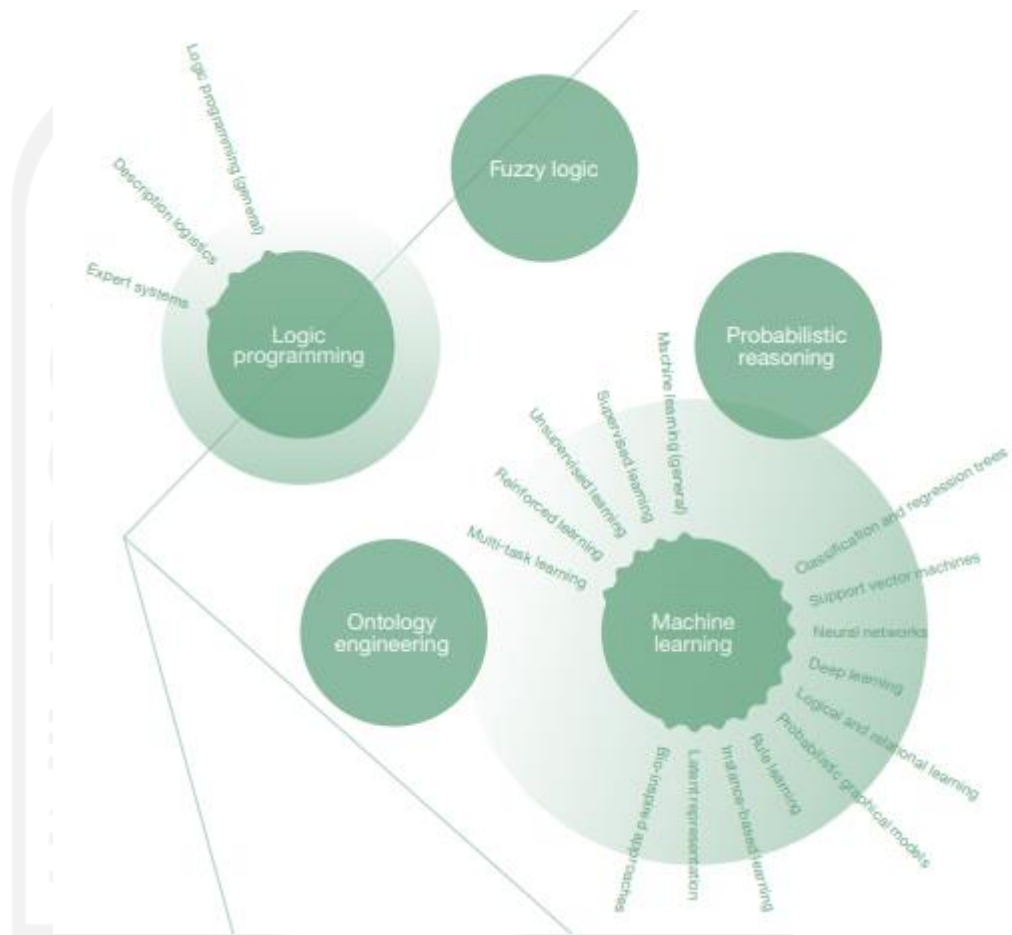 Logic programming (general)
Description logistics
Expert systems
Logic
programming
Fuzzy logic
Probabilistic
reasoning
Machine learning (general)
Supervised learning
Unsupervised learning
Reinforced learning
Multi-task learning
Ontology
engineering
Machine
learning
Classification and regression trees
Support vector machines
Neural networks
Deep learning
Logical and relational learning
Probabilistic graphical models
Rule learning
Instance-based learning
Latent representation
Bio-inspired approaches